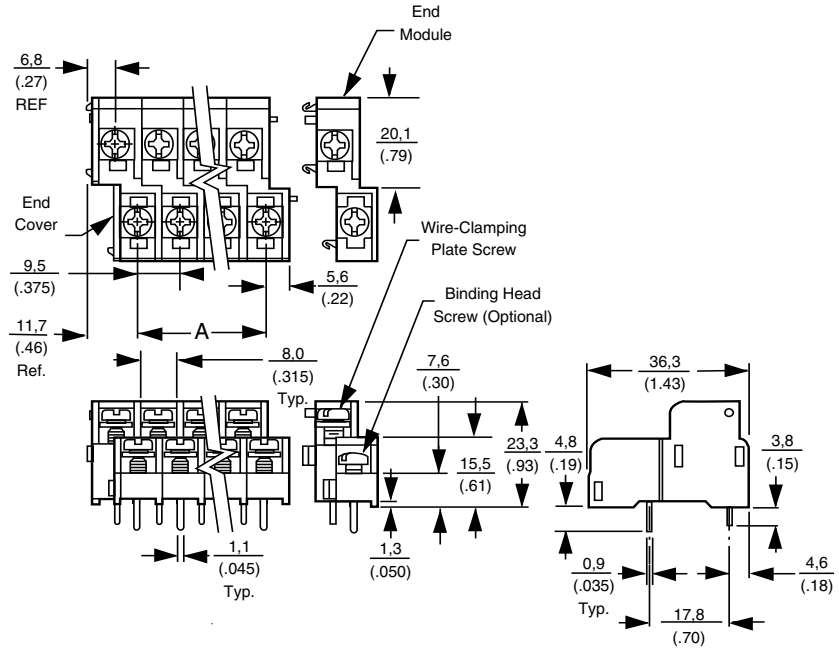 End
Module
6,8
(.27)
REF
20,1
(.79)
End
Cover
Wire-Clamping
Plate Screw
9,5
(.375)
5,6
(.22)
Binding Head
Screw (Optional)
11,7
(.46)
Ref.
A
8,0
(.315)
Typ.
7,6
(.30)
36,3
(1.43)
23,3
(.93)
4,8
(.19)
15,5
(.61)
3,8
(.15)
1,1
(.045)
Typ.
1,3
(.050)
0,9
(.035)
Typ.
4,6
(.18)
17,8
(.70)